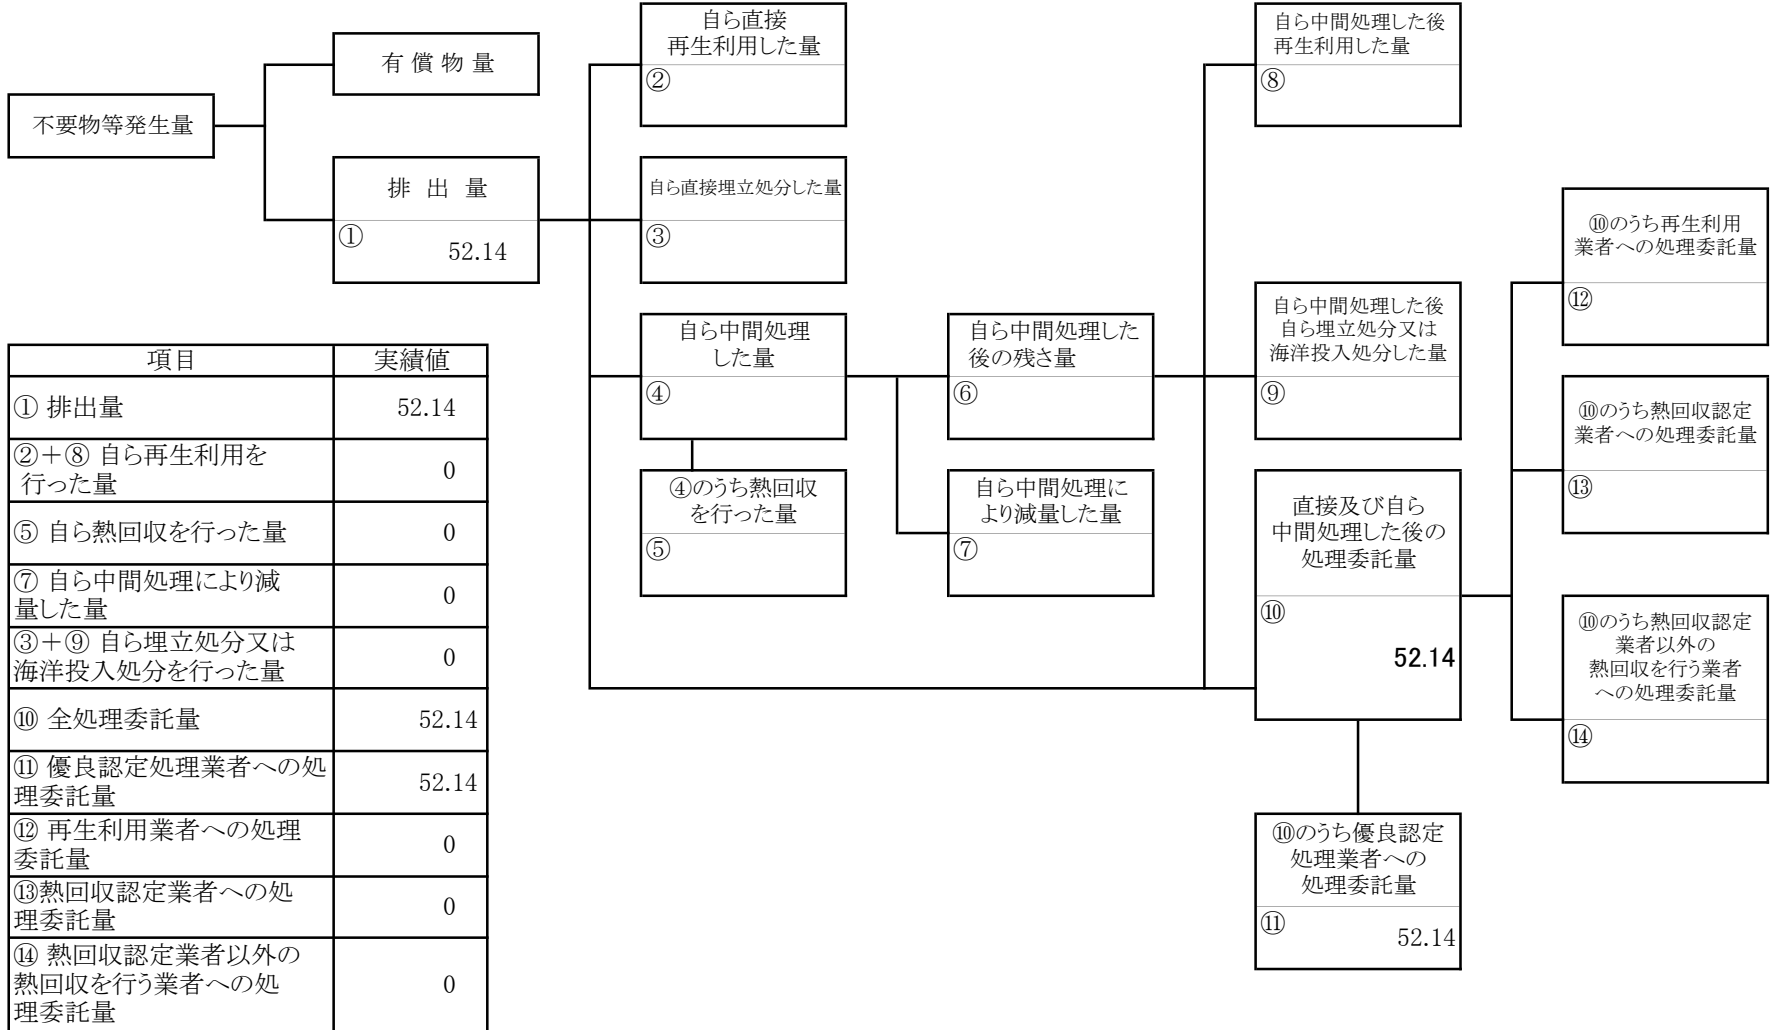 不要物等発生量
有 償 物 量
排 出 量
①
52.14
自ら直接
再生利用した量
②
自ら直接埋立処分した量
③
自ら中間処理
した量
④
④のうち熱回収
を行った量
⑤
自ら中間処理した
後の残さ量
⑥
自ら中間処理に
より減量した量
⑦
自ら中間処理した後
再生利用した量
⑧
自ら中間処理した後
自ら埋立処分又は
海洋投入処分した量
⑨
直接及び自ら
中間処理した後の
処理委託量
⑩
52.14
⑩のうち優良認定
処理業者への
処理委託量
⑪
52.14
⑩のうち再生利用
業者への処理委託量
⑫
⑩のうち熱回収認定
業者への処理委託量
⑬
⑩のうち熱回収認定
業者以外の
熱回収を行う業者
への処理委託量
⑭
項目 実績値
① 排出量 52.14
②+⑧ 自ら再生利用を
行った量 0
⑤ 自ら熱回収を行った量 0
⑦ 自ら中間処理により減
量した量 0
③+⑨ 自ら埋立処分又は
海洋投入処分を行った量 0
⑩ 全処理委託量 52.14
⑪ 優良認定処理業者への処
理委託量 52.14
⑫ 再生利用業者への処理
委託量 0
⑬熱回収認定業者への処
理委託量 0
⑭ 熱回収認定業者以外の
熱回収を行う業者への処
理委託量 0